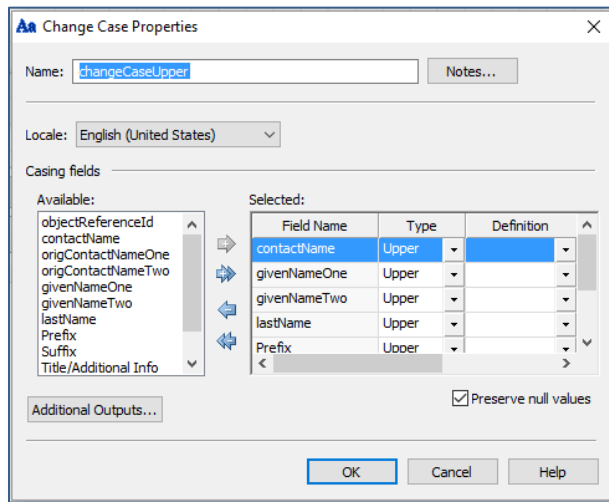 Aa Change Case Properties
Name: changeCaseUpper Notes...
Locale: English (United States)
Casing fields
Available:
objectReferenceId
contactName
origContactNameOne
origContactNameTwo
givenNameOne
givenNameTwo
lastName
Prefix
Suffix
Title/Additional Info
Selected:
Field Name Type Definition
contactName Upper
givenNameOne Upper
givenNameTwo Upper
lastName Upper
Prefix Upper
Additional Outputs...
Preserve null values
OK Cancel Help